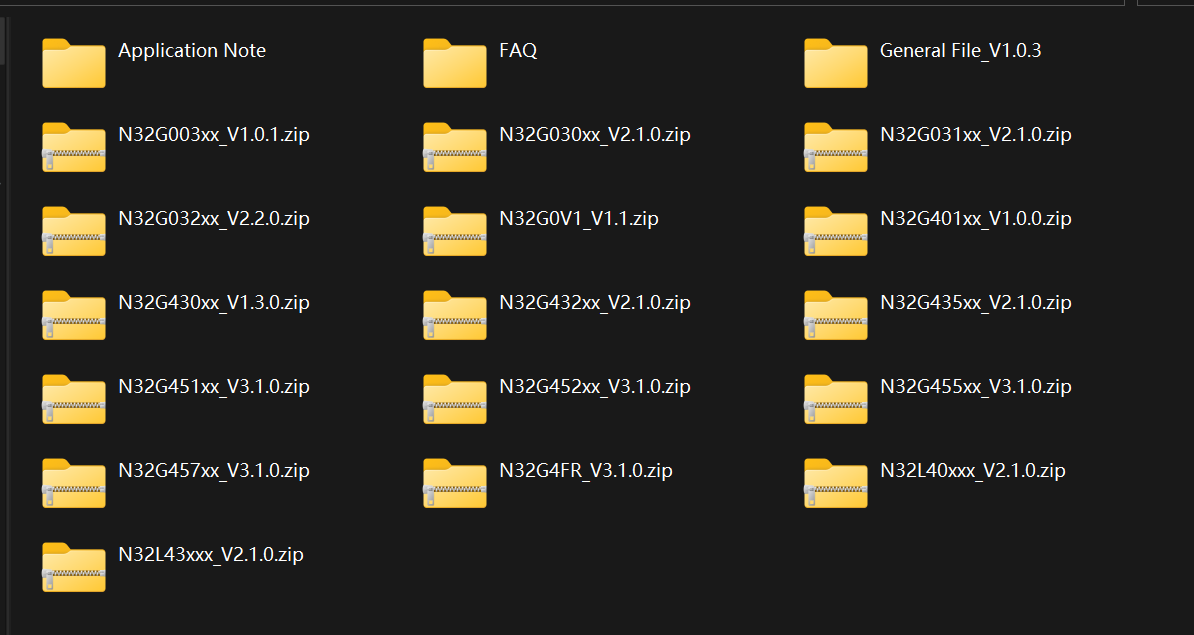 Application Note
FAQ
General File_V1.0.3
N32G003xx_V1.0.1.zip
N32G030xx_V2.1.0.zip
N32G031xx_V2.1.0.zip
N32G032xx_V2.2.0.zip
N32G0V1_V1.1.zip
N32G401xx_V1.0.0.zip
N32G430xx_V1.3.0.zip
N32G432xx_V2.1.0.zip
N32G435xx_V2.1.0.zip
N32G451xx_V3.1.0.zip
N32G452xx_V3.1.0.zip
N32G455xx_V3.1.0.zip
N32G457xx_V3.1.0.zip
N32G4FR_V3.1.0.zip
N32L40xxx_V2.1.0.zip
N32L43xxx_V2.1.0.zip